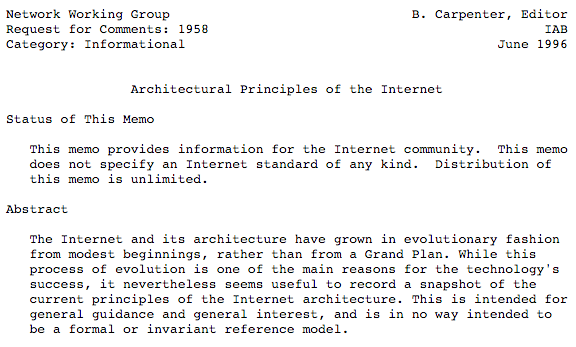 Network Working Group B. Carpenter, Editor
Request for Comments: 1958 IAB
Category: Informational June 1996
Architectural Principles of the Internet
Status of This Memo
This memo provides information for the Internet community. This memo
does not specify an Internet standard of any kind. Distribution of
this memo is unlimited.
Abstract
The Internet and its architecture have grown in evolutionary fashion
from modest beginnings, rather than from a Grand Plan. While this
process of evolution is one of the main reasons for the technology's
success, it nevertheless seems useful to record a snapshot of the
current principles of the Internet architecture. This is intended for
general guidance and general interest, and is in no way intended to
be a formal or invariant reference model.